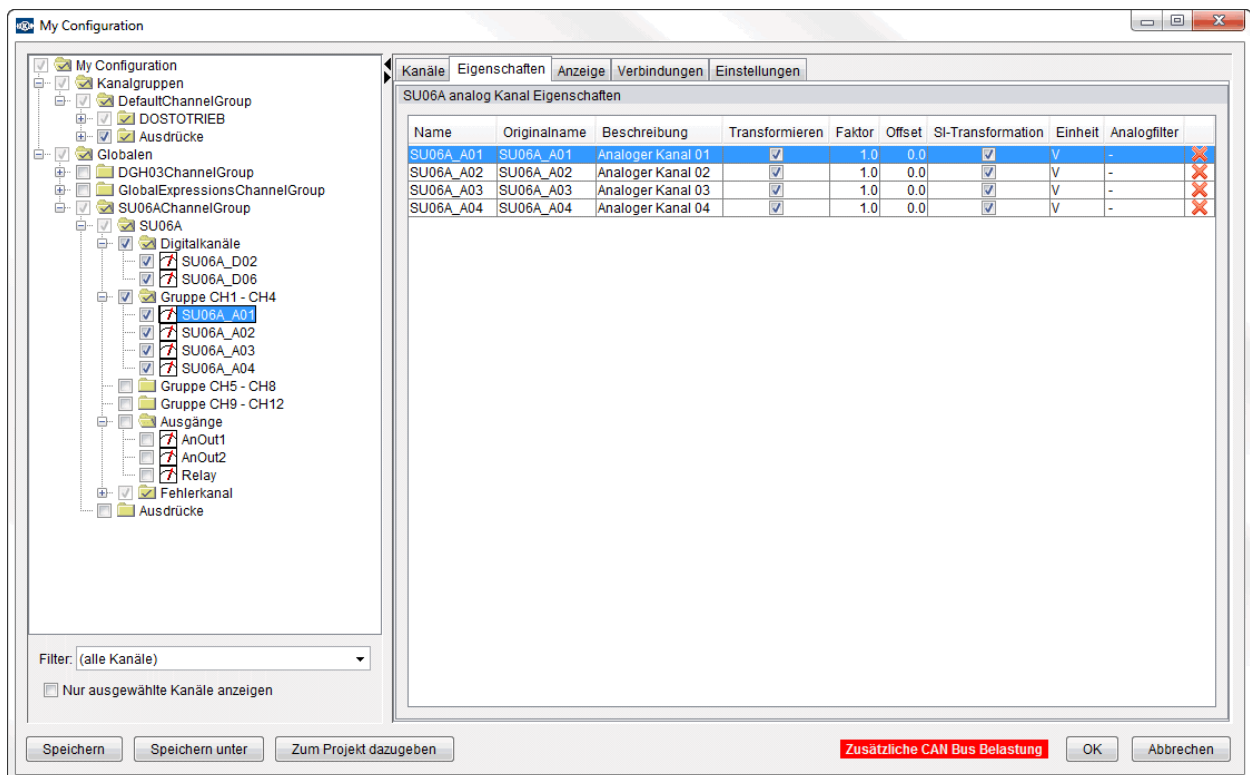 My Configuration
My Configuration
Kanalgruppen
DefaultChannelGroup
DOSTOTRIEB
Ausdrücke
Globalen
DGH03ChannelGroup
GlobalExpressionsChannelGroup
SU06AChannelGroup
SU06A
Digitalkanäle
SU06A_D02
SU06A_D06
Gruppe CH1 - CH4
SU06A_A01
SU06A_A02
SU06A_A03
SU06A_A04
Gruppe CH5 - CH8
Gruppe CH9 - CH12
Ausgänge
AnOut1
AnOut2
Relay
Fehlerkanal
Ausdrücke
Filter: (alle Kanäle)
Nur ausgewählte Kanäle anzeigen
Kanäle Eigenschaften Anzeige Verbindungen Einstellungen
SU06A analog Kanal Eigenschaften
Name Originalname Beschreibung Transformieren Faktor Offset SI-Transformation Einheit Analogfilter
SU06A_A01 SU06A_A01 Analoger Kanal 01 1.0 0.0 V -
SU06A_A02 SU06A_A02 Analoger Kanal 02 1.0 0.0 V -
SU06A_A03 SU06A_A03 Analoger Kanal 03 1.0 0.0 V -
SU06A_A04 SU06A_A04 Analoger Kanal 04 1.0 0.0 V -
Speichern Speichern unter Zum Projekt dazugeben Zusätzliche CAN Bus Belastung OK Abbrechen